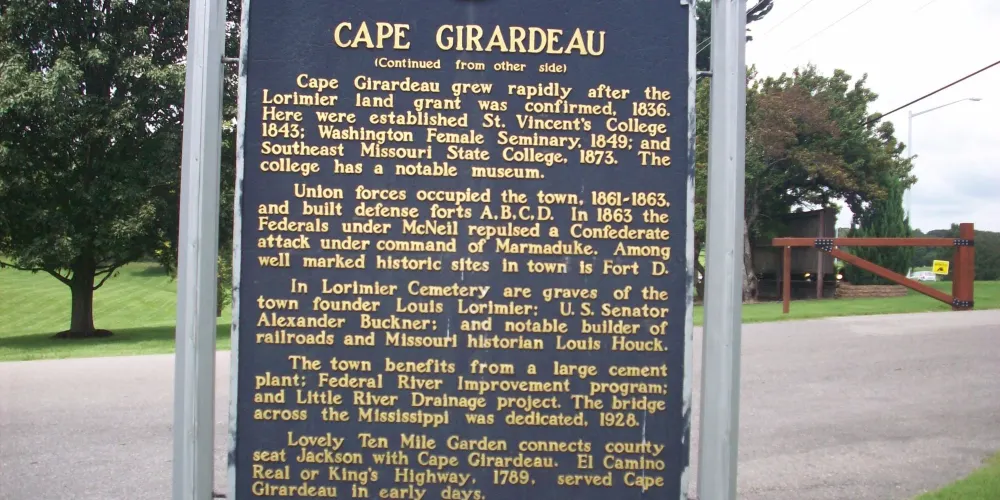 CAPE GIRARDEAU
(Continued from other side)
Cape Girardeau grew rapidly after the
Lorimier land grant was confirmed, 1836.
Here were established St. Vincent's College
1843; Washington Female Seminary, 1849; and
Southeast Missouri State College, 1873. The
college has a notable museum.
Union forces occupied the town, 1861-1863,
and built defense forts A,B,C,D. In 1863 the
Federals under McNeil repulsed a Confederate
attack under command of Marmaduke. Among
well marked historic sites in town is Fort D.
In Lorimier Cemetery are graves of the
town founder Louis Lorimier; U.S. Senator
Alexander Buckner; and notable builder of
railroads and Missouri historian Louis Houck.
The town benefits from a large cement
plant; Federal River Improvement program;
and Little River Drainage project. The bridge
across the Mississippi was dedicated, 1928.
Lovely Ten Mile Garden connects county
seat Jackson with Cape Girardeau. El Camino
Real or King's Highway, 1789, served Cape
Girardeau in early days.